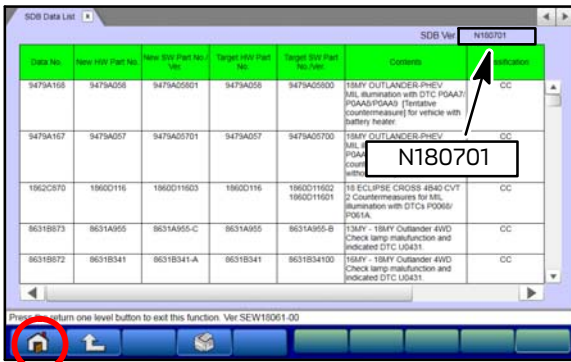 SDB Data List x
SDB Ver N180701
Data No. New HW Part No. New SW Part No./Ver. Target HW Part No. Target SW Part No./Ver. Contents
9479A168 9479A058 9479A05801 9479A058 9479A05800 18MY OUTLANDER-PHEV CC
MIL illumination with DTC P0AA7/
P0AA8/P0AA9 [Tentative
countermeasure] for vehicle with
battery heater.
9479A167 9479A057 9479A05701 9479A057 9479A05700 18MY OUTLANDER-PHEV CC
N180701
1862C870 1860D116 1860D11603 1860D116 1860D11602 18 ECLIPSE CROSS 4B40 CVT CC
1860D11601 2 Countermeasures for MIL
illumination with DTCs P0068/
P061A.
8631B873 8631A955 8631A955-C 8631A955 8631A955-B 13MY - 18MY Outlander 4WD CC
Check lamp malufunction and
indicated DTC U0431.
8631B872 8631B341 8631B341-A 8631B341 8631B34100 16MY - 18MY Outlander 4WD CC
Check lamp malufunction and
indicated DTC U0431.
Press the return one level button to exit this function. Ver.SEW18061-00